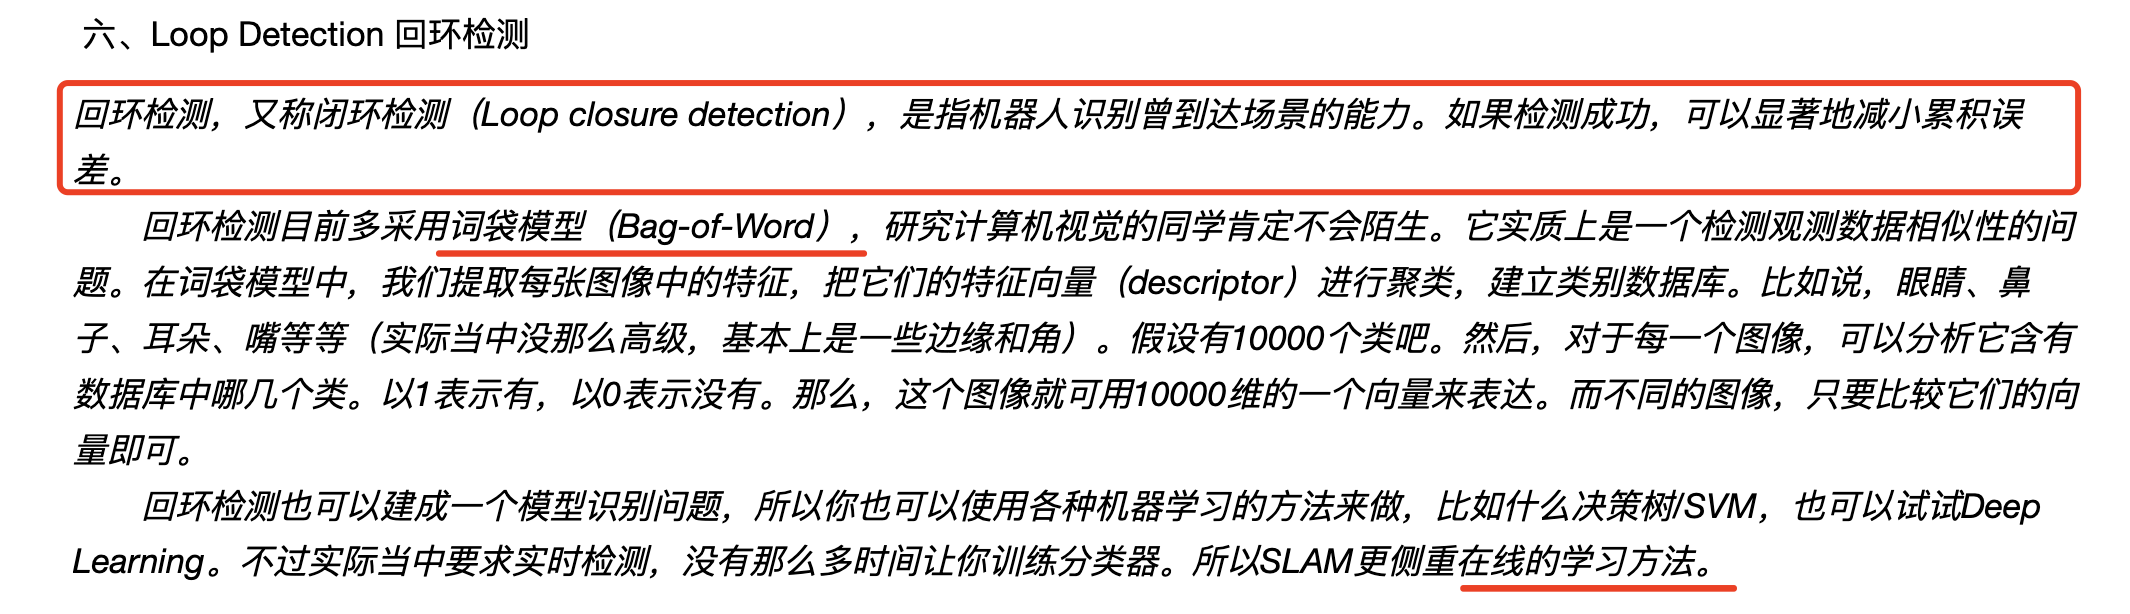 六、Loop Detection 回环检测
回环检测，又称闭环检测（Loop closure detection），是指机器人识别曾到达场景的能力。如果检测成功，可以显著地减小累积误
差。
回环检测目前多采用词袋模型（Bag-of-Word），研究计算机视觉的同学肯定不会陌生。它实质上是一个检测观测数据相似性的问
题。在词袋模型中，我们提取每张图像中的特征，把它们的特征向量（descriptor）进行聚类，建立类别数据库。比如说，眼睛、鼻
子、耳朵、嘴等等（实际当中没那么高级，基本上是一些边缘和角）。假设有10000个类吧。然后，对于每一个图像，可以分析它含有
数据库中哪几个类。以1表示有，以0表示没有。那么，这个图像就可用10000维的一个向量来表达。而不同的图像，只要比较它们的向
量即可。
回环检测也可以建成一个模型识别问题，所以你也可以使用各种机器学习的方法来做，比如什么决策树/SVM，也可以试试Deep
Learning。不过实际当中要求实时检测，没有那么多时间让你训练分类器。所以SLAM更侧重在线的学习方法。